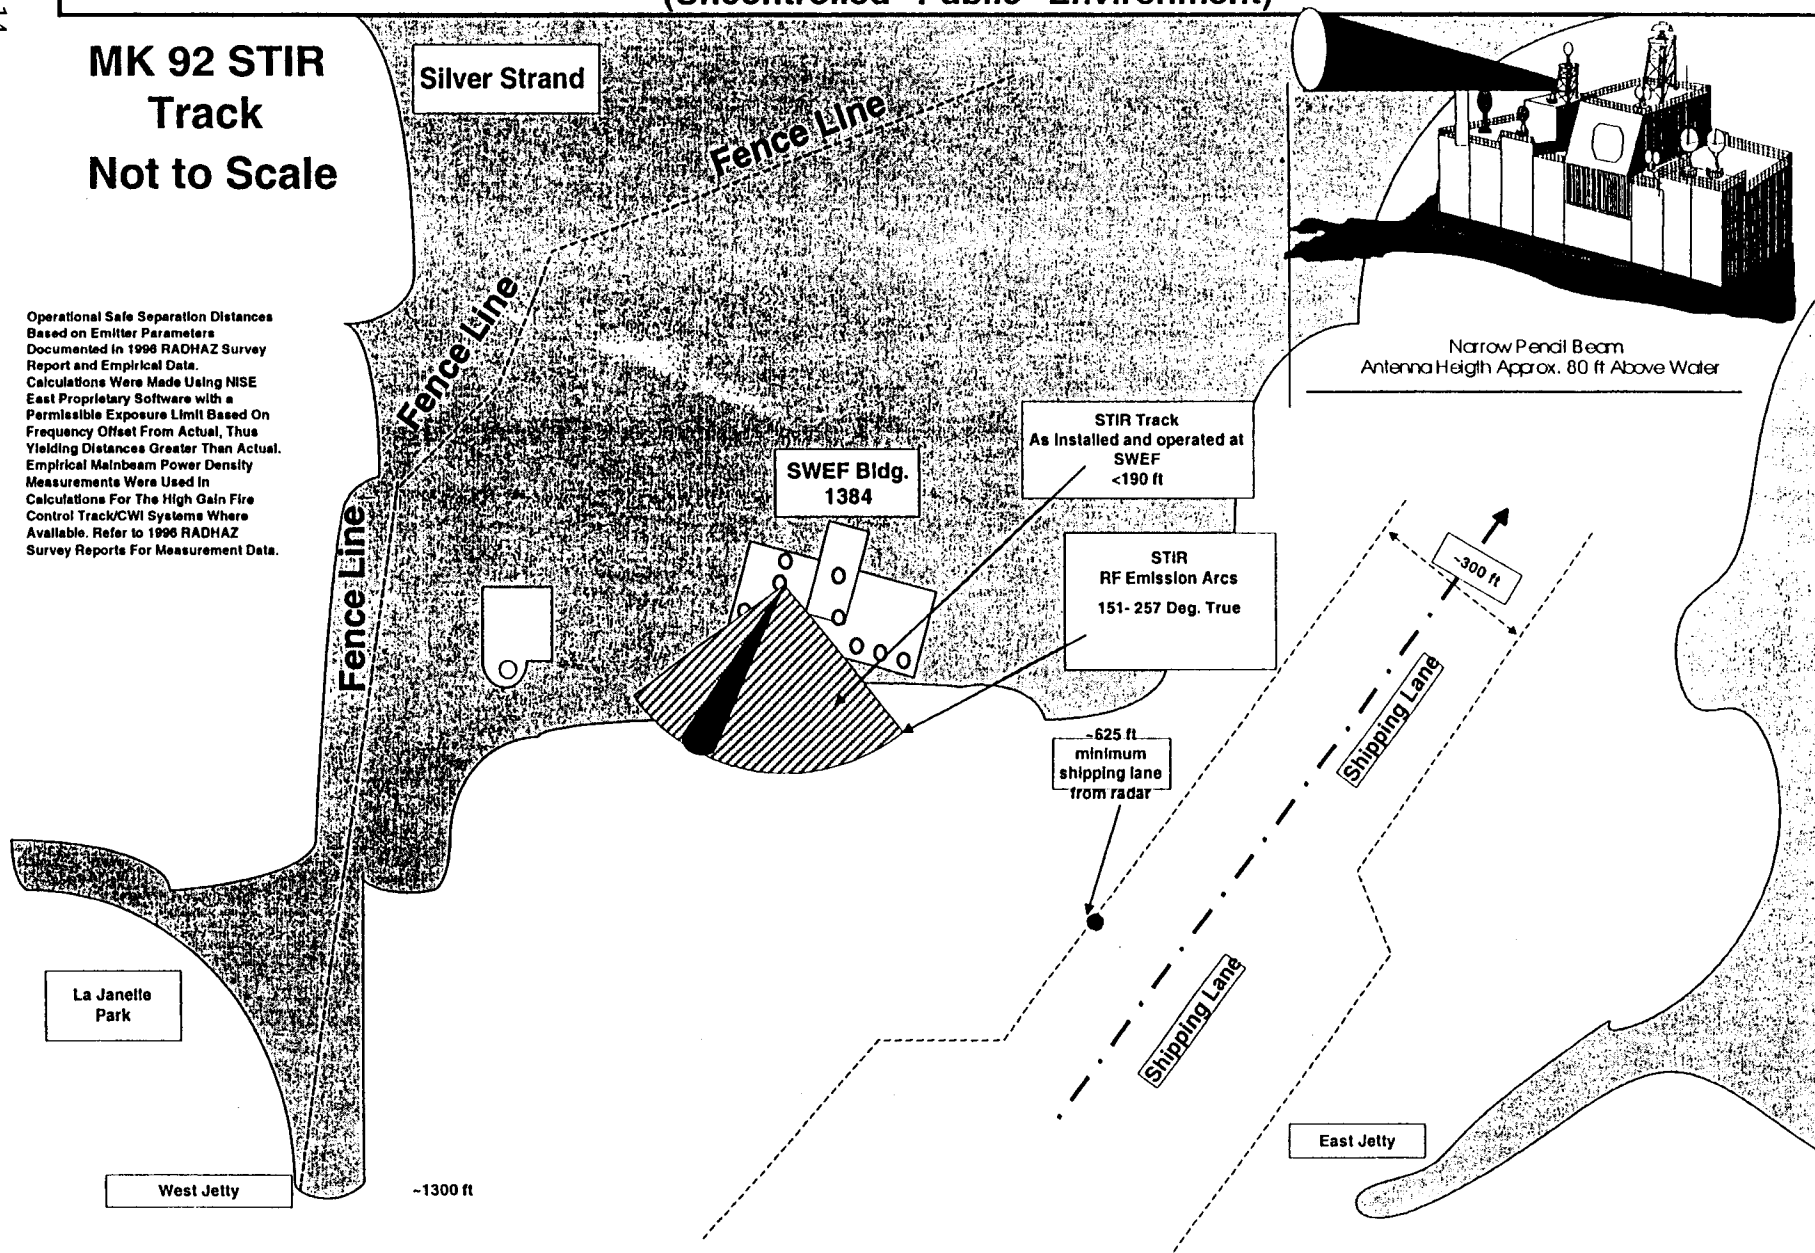 (Uncontrolled "Public" Environment)
MK 92 STIR
Track
Not to Scale
Silver Strand
Fence Line
Fence Line
Fence Line
Operational Safe Separation Distances
Based on Emitter Parameters
Documented in 1996 RADHAZ Survey
Report and Empirical Data.
Calculations Were Made Using NISE
East Proprietary Software with a
Permissible Exposure Limit Based On
Frequency Offset From Actual, Thus
Yielding Distances Greater Than Actual.
Empirical Mainbeam Power Density
Measurements Were Used in
Calculations For The High Gain Fire
Control Track/CWI Systems Where
Available. Refer to 1996 RADHAZ
Survey Reports For Measurement Data.
Narrow Pencil Beam
Antenna Heigth Approx. 80 ft Above Water
STIR Track
As installed and operated at
SWEF
<190 ft
SWEF Bldg.
1384
STIR
RF Emission Arcs
151- 257 Deg. True
~300 ft
Shipping Lane
~625 ft
minimum
shipping lane
from radar
Shipping Lane
La Janelle
Park
East Jetty
West Jetty
~1300 ft